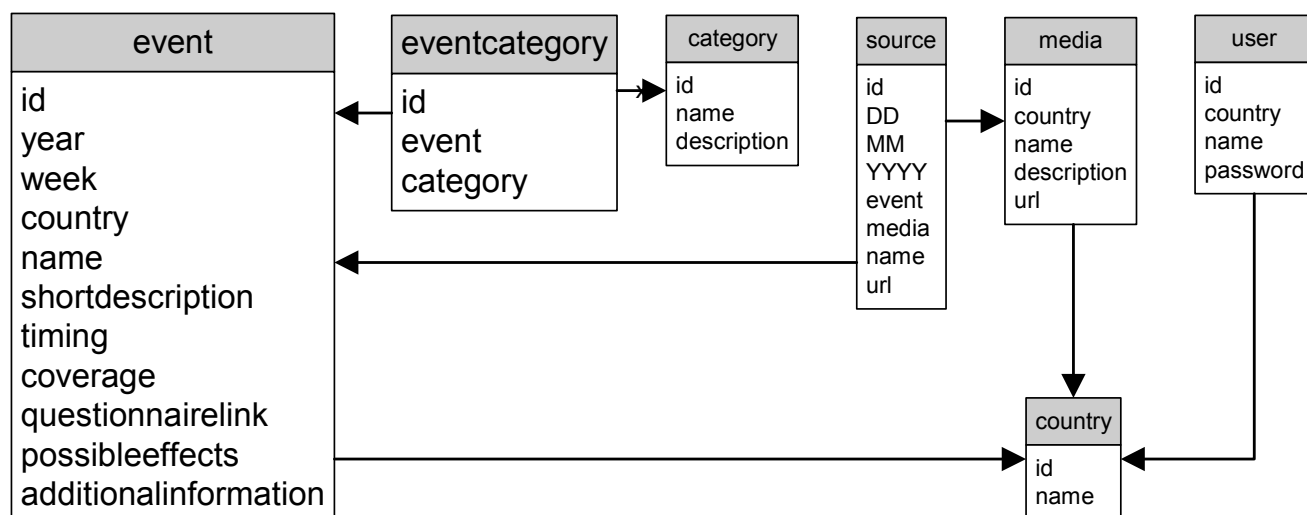 event
id
year
week
country
name
shortdescription
timing
coverage
questionnairelink
possibleeffects
additionalinformation
eventcategory
id
event
category
category
id
name
description
source
id
DD
MM
YYYY
event
media
name
url
media
id
country
name
description
url
user
id
country
name
password
country
id
name